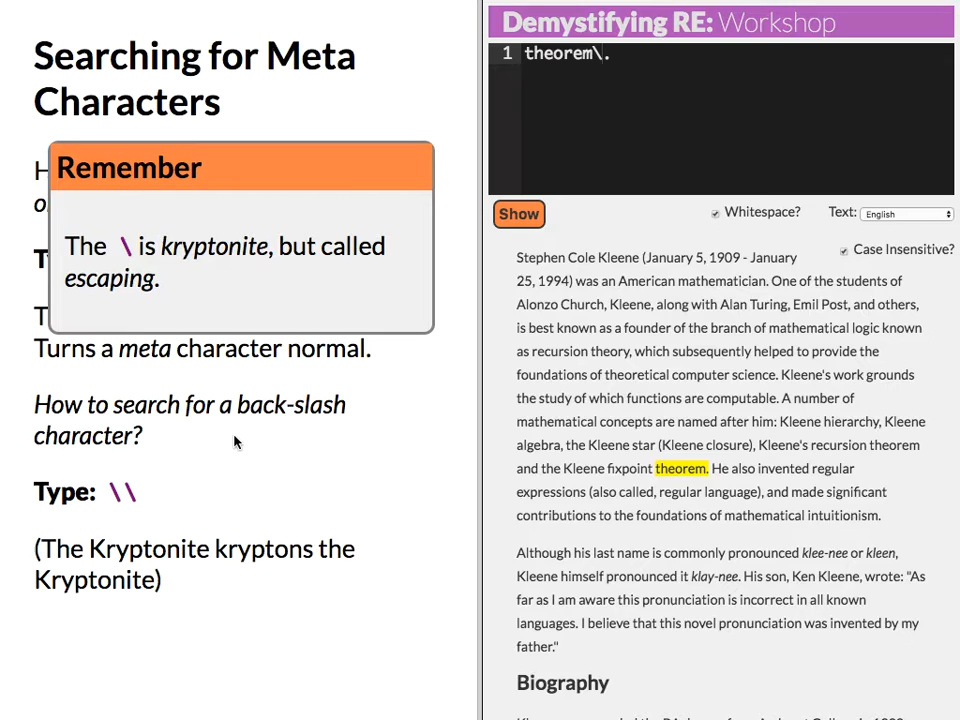 Searching for Meta
Characters
Remember
The \ is kryptonite, but called
escaping.
Turns a meta character normal.
How to search for a back-slash
character?
Type: \\
(The Kryptonite kryptons the
Kryptonite)
Demystifying RE: Workshop
1 theorem\.
Show
Whitespace?
Text: English
Case Insensitive?
Stephen Cole Kleene (January 5, 1909 - January
25, 1994) was an American mathematician. One of the students of
Alonzo Church, Kleene, along with Alan Turing, Emil Post, and others,
is best known as a founder of the branch of mathematical logic known
as recursion theory, which subsequently helped to provide the
foundations of theoretical computer science. Kleene's work grounds
the study of which functions are computable. A number of
mathematical concepts are named after him: Kleene hierarchy, Kleene
algebra, the Kleene star (Kleene closure), Kleene's recursion theorem
and the Kleene fixpoint theorem. He also invented regular
expressions (also called, regular language), and made significant
contributions to the foundations of mathematical intuitionism.
Although his last name is commonly pronounced klee-nee or kleen,
Kleene himself pronounced it klay-nee. His son, Ken Kleene, wrote: "As
far as I am aware this pronunciation is incorrect in all known
languages. I believe that this novel pronunciation was invented by my
father."
Biography